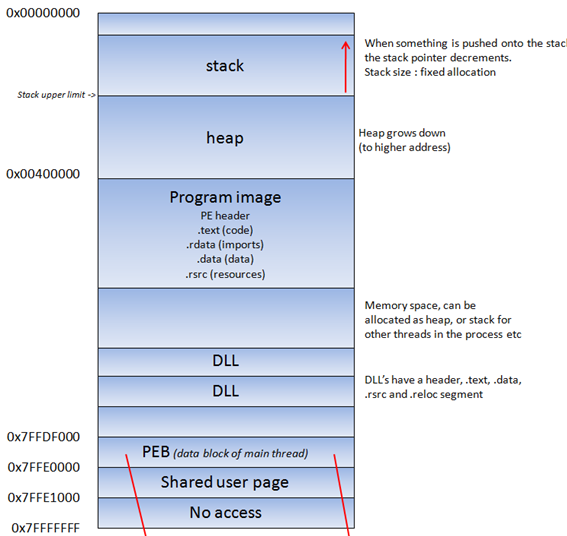 0x00000000
When something is pushed onto the stack
the stack pointer decrements.
Stack size : fixed allocation
stack
Stack upper limit ->
heap
Heap grows down
(to higher address)
0x00400000
Program image
PE header
.text (code)
.rdata (imports)
.data (data)
.rsrc (resources)
Memory space, can be
allocated as heap, or stack for
other threads in the process etc
DLL
DLL
DLL's have a header, .text, .data,
.rsrc and .reloc segment
0x7FFDF000
PEB (data block of main thread)
0x7FFE0000
Shared user page
0x7FFE1000
No access
0x7FFFFFFF